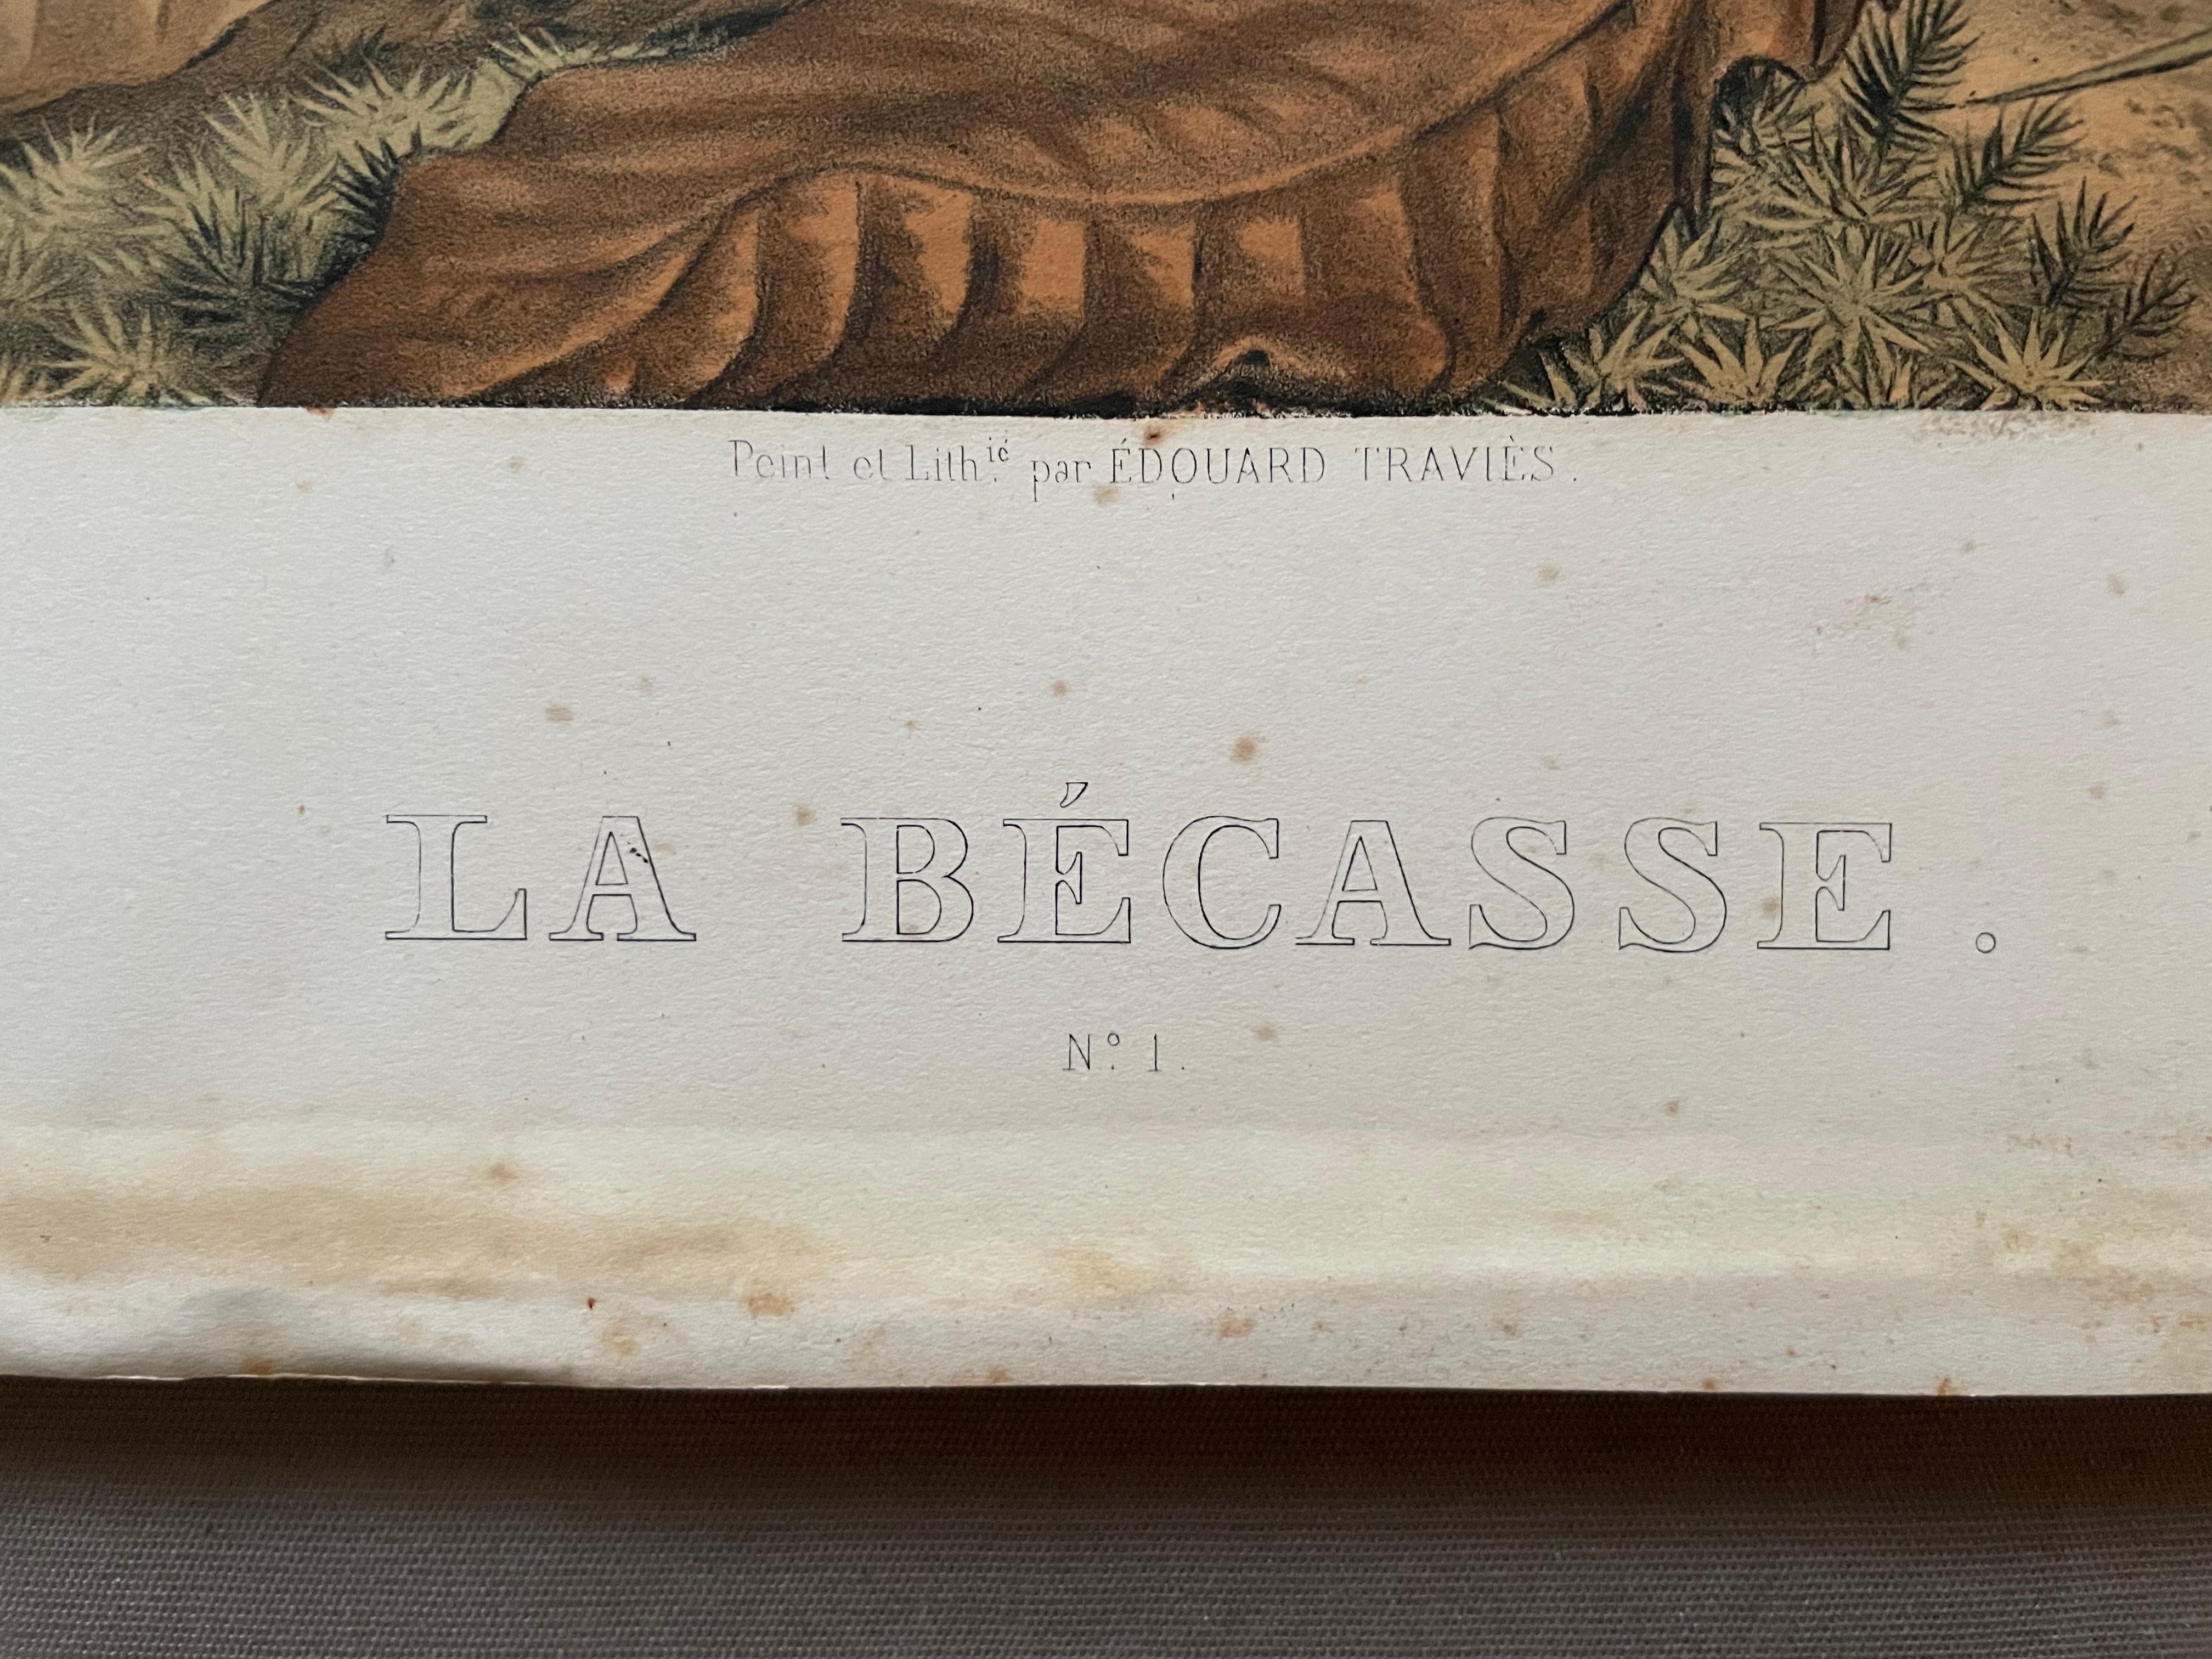 Peint et Lith.ié par ÉDOUARD TRAVIÈS.
LA BÉCASSE.
N.º 1.